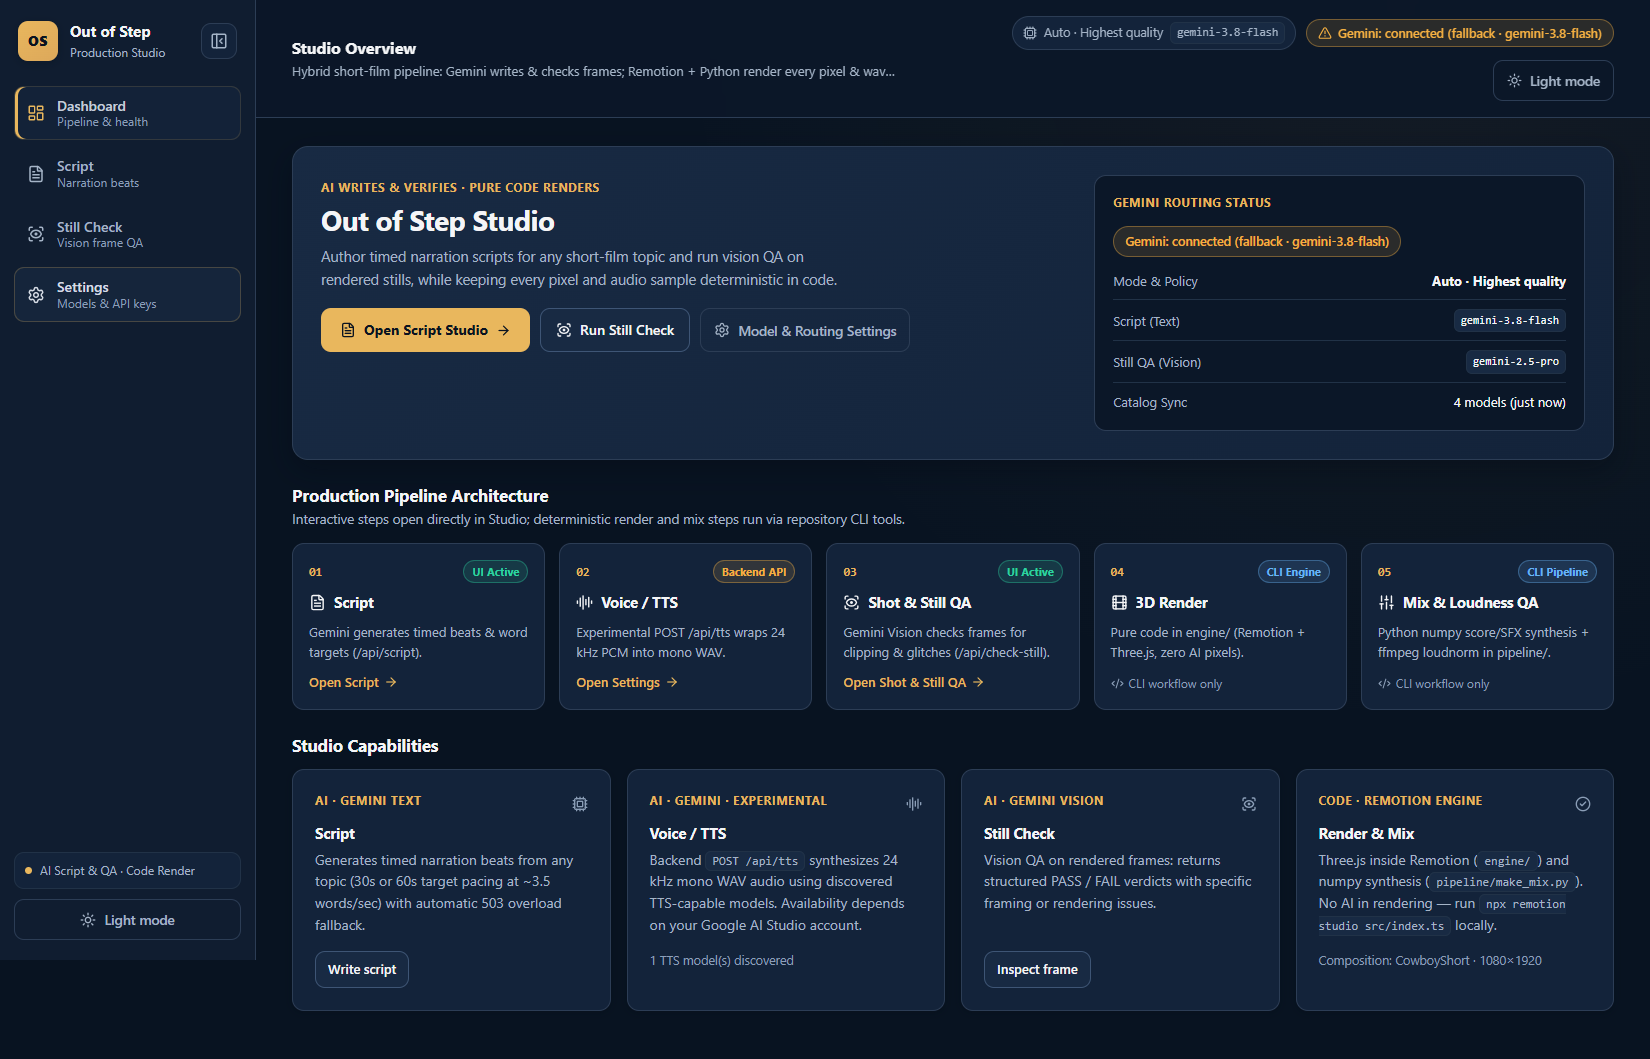 OS
Out of Step
Production Studio
Dashboard
Pipeline & health
Script
Narration beats
Still Check
Vision frame QA
Settings
Models & API keys
AI Script & QA · Code Render
Light mode
Studio Overview
Hybrid short-film pipeline: Gemini writes & checks frames; Remotion + Python render every pixel & wav...
Auto · Highest quality gemini-3.8-flash
Gemini: connected (fallback · gemini-3.8-flash)
Light mode
AI WRITES & VERIFIES · PURE CODE RENDERS
Out of Step Studio
Author timed narration scripts for any short-film topic and run vision QA on
rendered stills, while keeping every pixel and audio sample deterministic in code.
Open Script Studio →
Run Still Check
Model & Routing Settings
GEMINI ROUTING STATUS
Gemini: connected (fallback · gemini-3.8-flash)
Mode & Policy Auto · Highest quality
Script (Text) gemini-3.8-flash
Still QA (Vision) gemini-2.5-pro
Catalog Sync 4 models (just now)
Production Pipeline Architecture
Interactive steps open directly in Studio; deterministic render and mix steps run via repository CLI tools.
01 UI Active
Script
Gemini generates timed beats & word
targets (/api/script).
Open Script →
02 Backend API
Voice / TTS
Experimental POST /api/tts wraps 24
kHz PCM into mono WAV.
Open Settings →
03 UI Active
Shot & Still QA
Gemini Vision checks frames for
clipping & glitches (/api/check-still).
Open Shot & Still QA →
04 CLI Engine
3D Render
Pure code in engine/ (Remotion +
Three.js, zero AI pixels).
</> CLI workflow only
05 CLI Pipeline
Mix & Loudness QA
Python numpy score/SFX synthesis +
ffmpeg loudnorm in pipeline/.
</> CLI workflow only
Studio Capabilities
AI · GEMINI TEXT
Script
Generates timed narration beats from any
topic (30s or 60s target pacing at ~3.5
words/sec) with automatic 503 overload
fallback.
Write script
AI · GEMINI · EXPERIMENTAL
Voice / TTS
Backend POST /api/tts synthesizes 24
kHz mono WAV audio using discovered
TTS-capable models. Availability depends
on your Google AI Studio account.
1 TTS model(s) discovered
AI · GEMINI VISION
Still Check
Vision QA on rendered frames: returns
structured PASS / FAIL verdicts with specific
framing or rendering issues.
Inspect frame
CODE · REMOTION ENGINE
Render & Mix
Three.js inside Remotion ( engine/ ) and
numpy synthesis ( pipeline/make_mix.py ).
No AI in rendering — run npx remotion
studio src/index.ts locally.
Composition: CowboyShort · 1080×1920